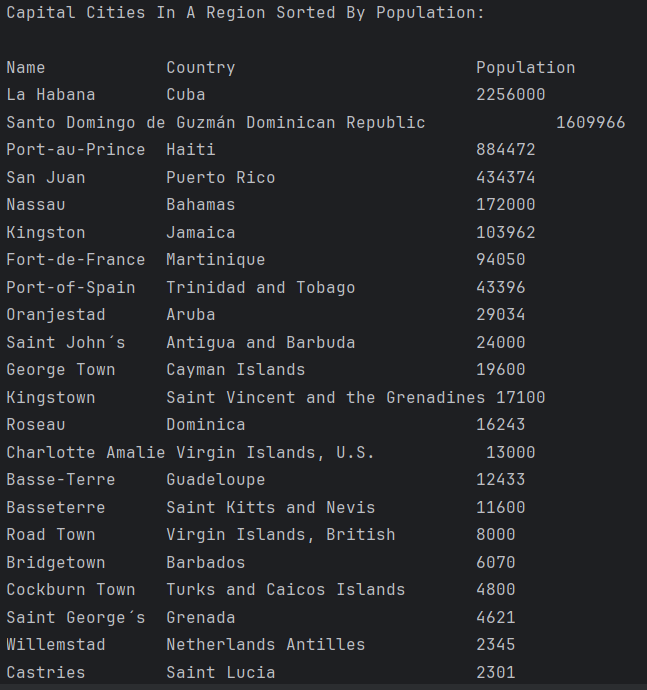 Capital Cities In A Region Sorted By Population:
Name Country Population
La Habana Cuba 2256000
Santo Domingo de Guzmán Dominican Republic 1609966
Port-au-Prince Haiti 884472
San Juan Puerto Rico 434374
Nassau Bahamas 172000
Kingston Jamaica 103962
Fort-de-France Martinique 94050
Port-of-Spain Trinidad and Tobago 43396
Oranjestad Aruba 29034
Saint John´s Antigua and Barbuda 24000
George Town Cayman Islands 19600
Kingstown Saint Vincent and the Grenadines 17100
Roseau Dominica 16243
Charlotte Amalie Virgin Islands, U.S. 13000
Basse-Terre Guadeloupe 12433
Basseterre Saint Kitts and Nevis 11600
Road Town Virgin Islands, British 8000
Bridgetown Barbados 6070
Cockburn Town Turks and Caicos Islands 4800
Saint George´s Grenada 4621
Willemstad Netherlands Antilles 2345
Castries Saint Lucia 2301